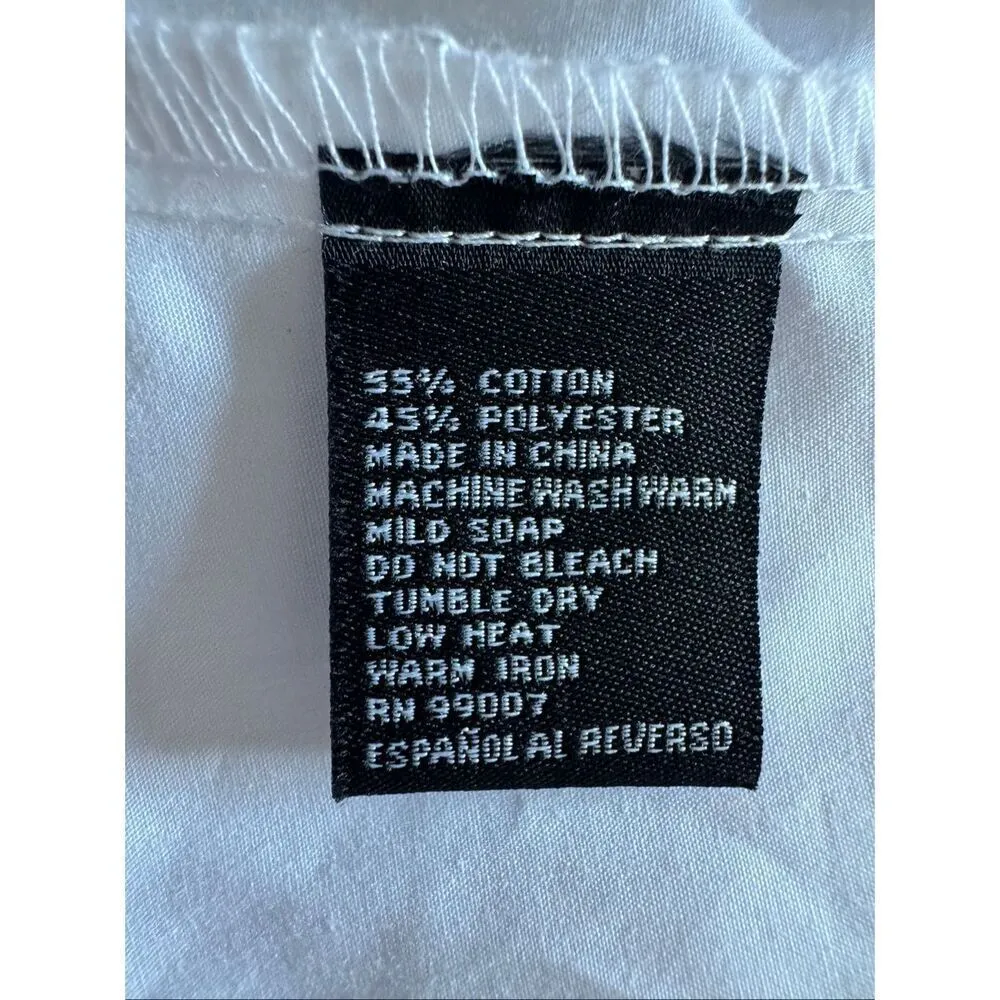 55% COTTON
45% POLYESTER
MADE IN CHINA
MACHINE WASH WARM
MILD SOAP
DO NOT BLEACH
TUMBLE DRY
LOW HEAT
WARM IRON
RN 99007
ESPAÑOL AL REVERSO